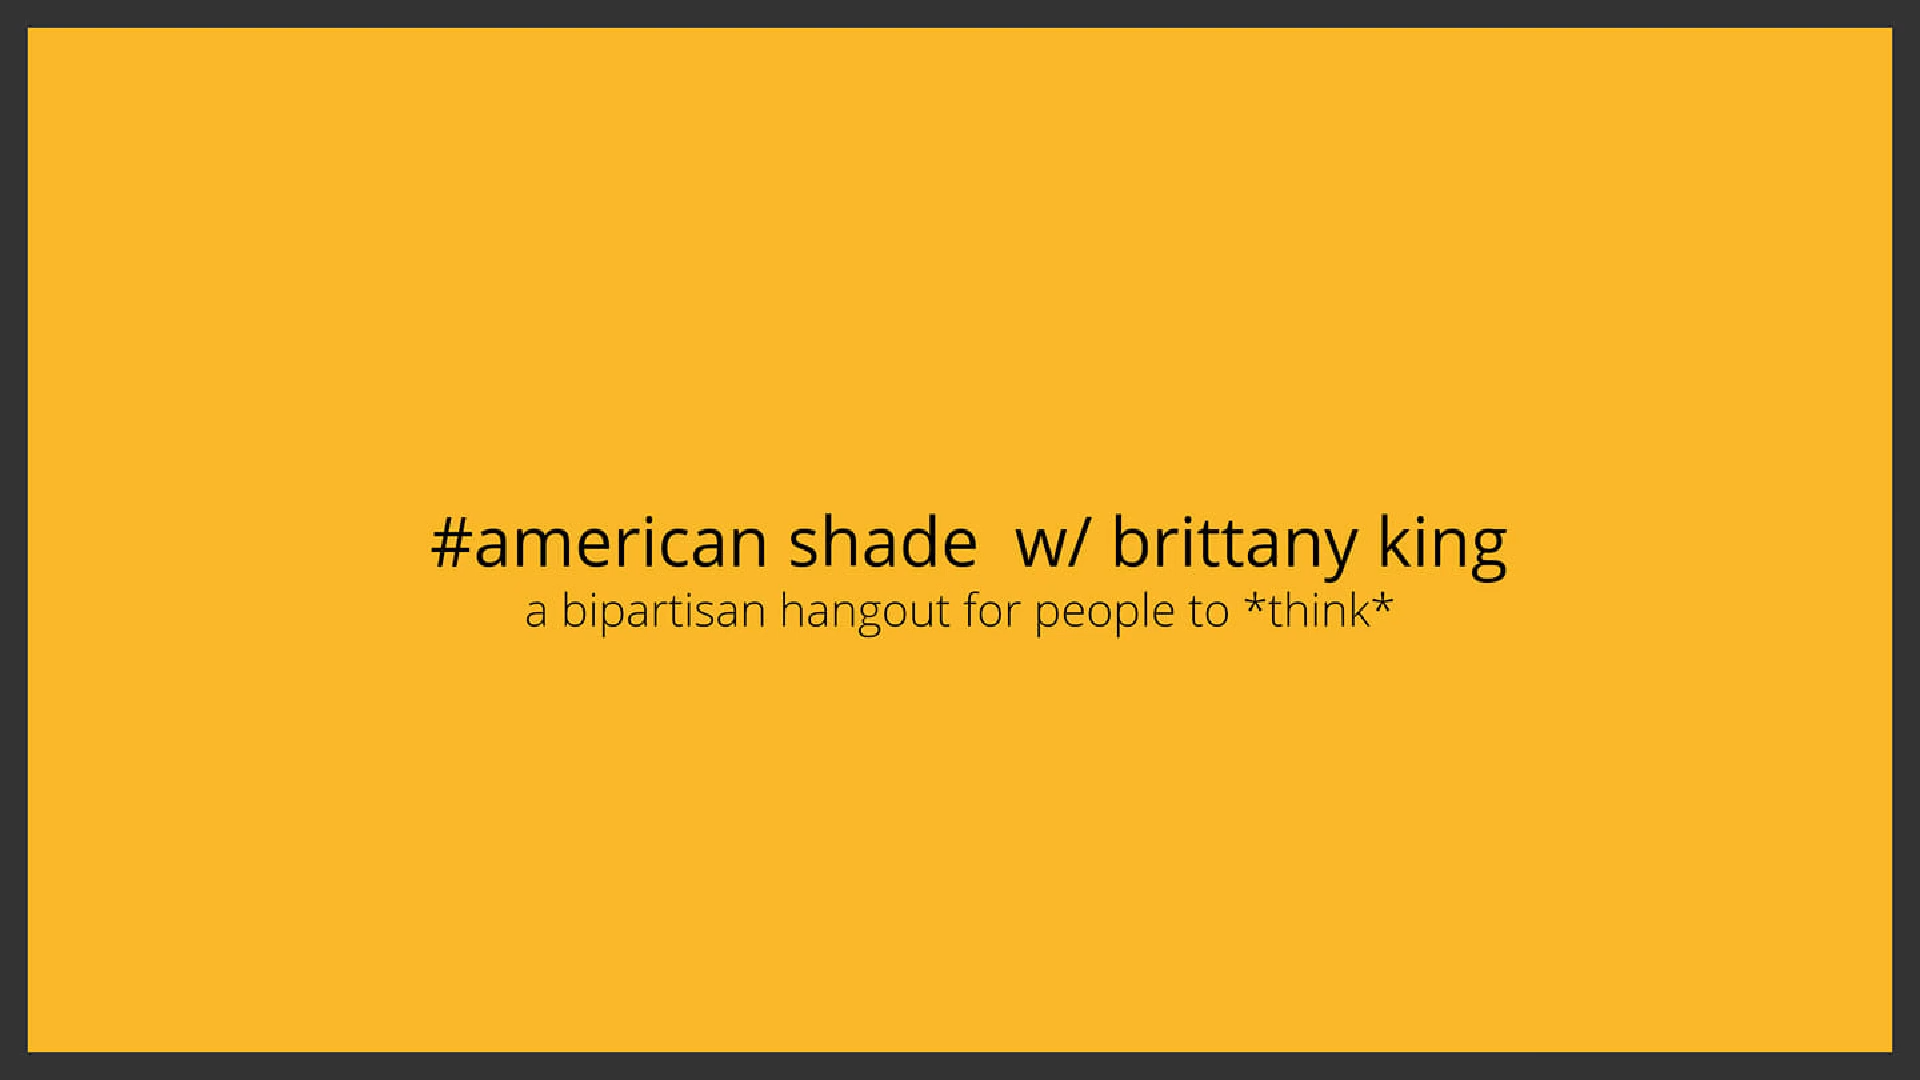 #american shade  w/ brittany king
a bipartisan hangout for people to *think*